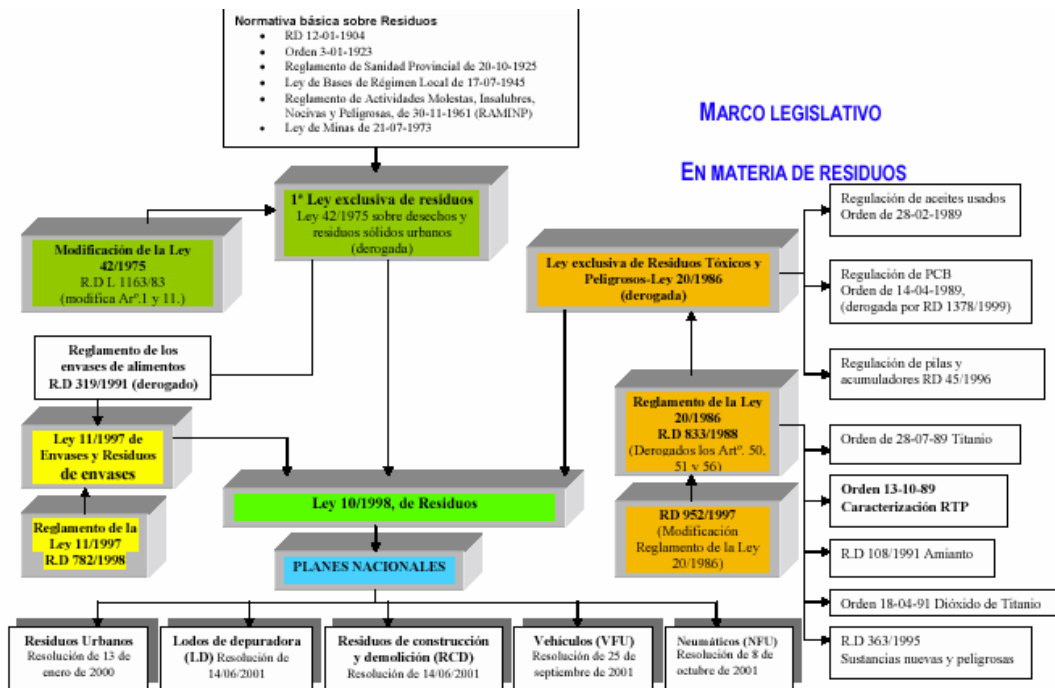 Normativa básica sobre Residuos
• RD 12-01-1904
• Orden 3-01-1923
• Reglamento de Sanidad Provincial de 20-10-1925
• Ley de Bases de Régimen Local de 17-07-1945
• Reglamento de Actividades Molestas, Insalubres,
Nocivas y Peligrosas, de 30-11-1961 (RAMINP)
• Ley de Minas de 21-07-1973
MARCO LEGISLATIVO
EN MATERIA DE RESIDUOS
1ª Ley exclusiva de residuos
Ley 42/1975 sobre desechos y
residuos sólidos urbanos
(derogada)
Modificación de la Ley
42/1975
R.D L 1163/83
(modifica Arº.1 y 11.)
Ley exclusiva de Residuos Tóxicos y
Peligrosos-Ley 20/1986
(derogada)
Regulación de aceites usados
Orden de 28-02-1989
Regulación de PCB
Orden de 14-04-1989,
(derogada por RD 1378/1999)
Regulación de pilas y
acumuladores RD 45/1996
Reglamento de los
envases de alimentos
R.D 319/1991 (derogado)
Ley 11/1997 de
Envases y Residuos
de envases
Reglamento de la
Ley 11/1997
R.D 782/1998
Reglamento de la Ley
20/1986
R.D 833/1988
(Derogados los Artº. 50,
51 y 56)
RD 952/1997
(Modificación
Reglamento de la Ley
20/1986)
Orden de 28-07-89 Titanio
Orden 13-10-89
Caracterización RTP
R.D 108/1991 Amianto
Orden 18-04-91 Dióxido de Titanio
R.D 363/1995
Sustancias nuevas y peligrosas
Ley 10/1998, de Residuos
PLANES NACIONALES
Residuos Urbanos
Resolución de 13 de
enero de 2000
Lodos de depuradora
(LD) Resolución de
14/06/2001
Residuos de construcción
y demolición (RCD)
Resolución de 14/06/2001
Vehículos (VFU)
Resolución de 25 de
septiembre de 2001
Neumáticos (NFU)
Resolución de 8 de
octubre de 2001